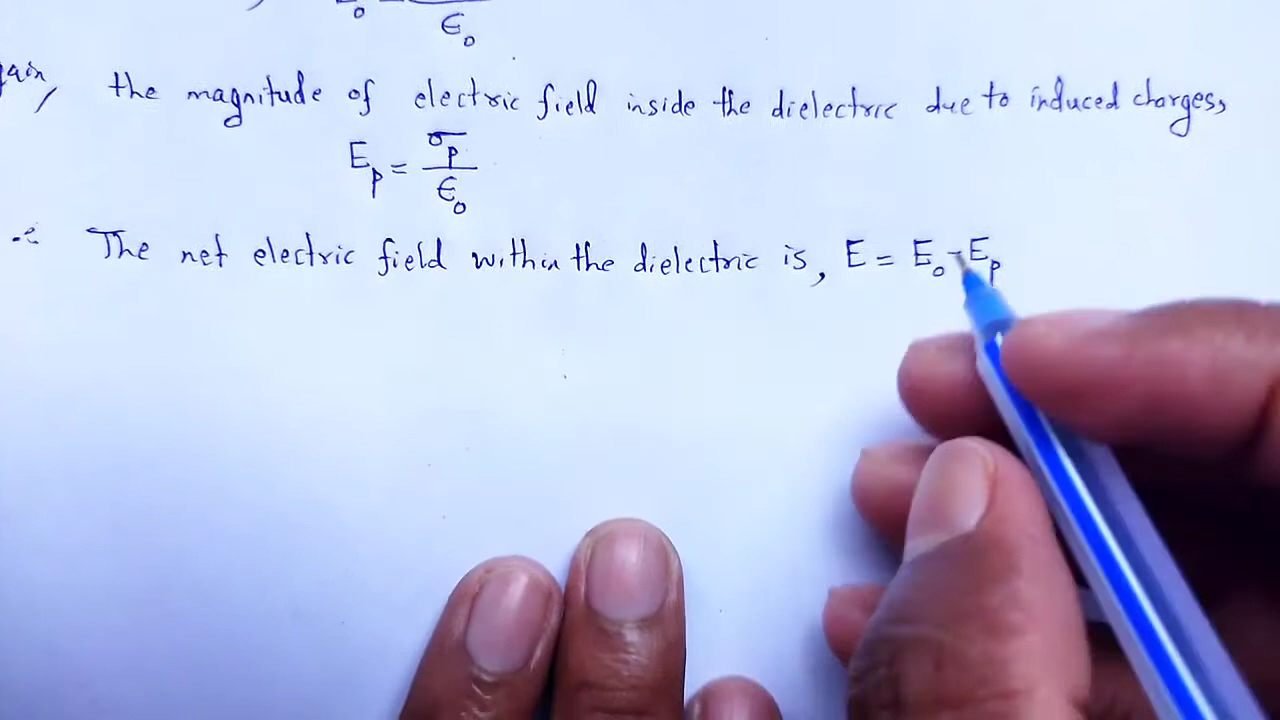 E₀ = / ϵ₀
the magnitude of electric field inside the dielectric due to induced charges,
Eₚ = σₚ / ϵ₀
∴ The net electric field within the dielectric is, E = E₀ - Eₚ